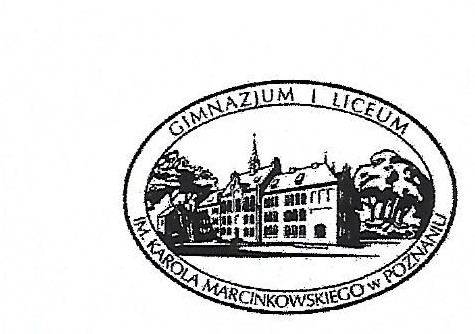 GIMNAZJUM I LICEUM
IM. KAROLA MARCINKOWSKIEGO W POZNANIU